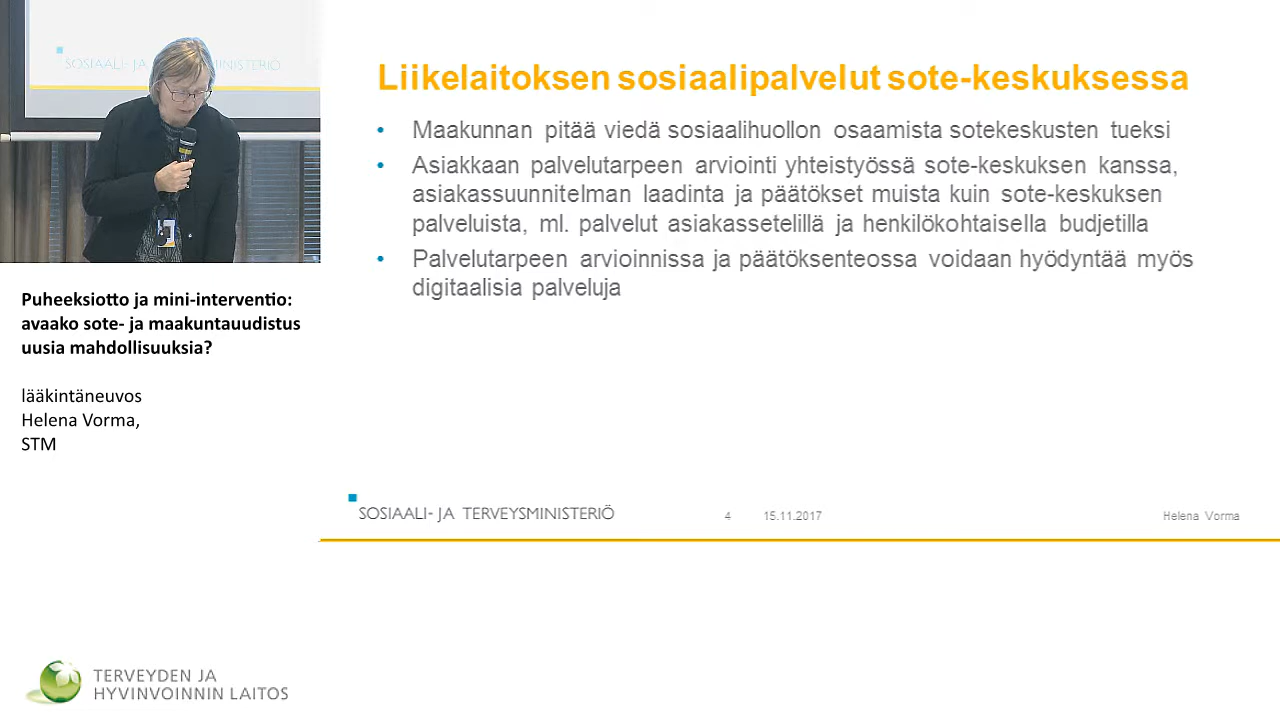 SOSIAALI- JA
MINISTERIÖ
Puheeksiotto ja mini-interventio:
avaako sote- ja maakuntauudistus
uusia mahdollisuuksia?
lääkintäneuvos
Helena Vorma,
STM
Liikelaitoksen sosiaalipalvelut sote-keskuksessa
• Maakunnan pitää viedä sosiaalihuollon osaamista sotekeskusten tueksi
• Asiakkaan palvelutarpeen arviointi yhteistyössä sote-keskuksen kanssa,
asiakassuunnitelman laadinta ja päätökset muista kuin sote-keskuksen
palveluista, ml. palvelut asiakassetelillä ja henkilökohtaisella budjetilla
• Palvelutarpeen arvioinnissa ja päätöksenteossa voidaan hyödyntää myös
digitaalisia palveluja
SOSIAALI- JA TERVEYSMINISTERIÖ
4 15.11.2017 Helena Vorma
TERVEYDEN JA
HYVINVOINNIN LAITOS